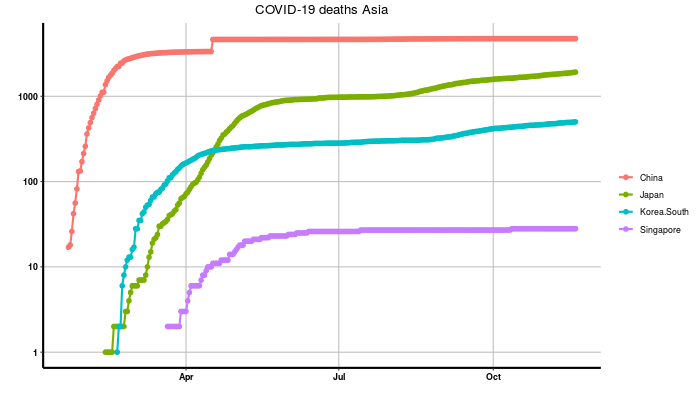 COVID-19 deaths Asia
1000
100
10
1
Apr Jul Oct
China
Japan
Korea.South
Singapore